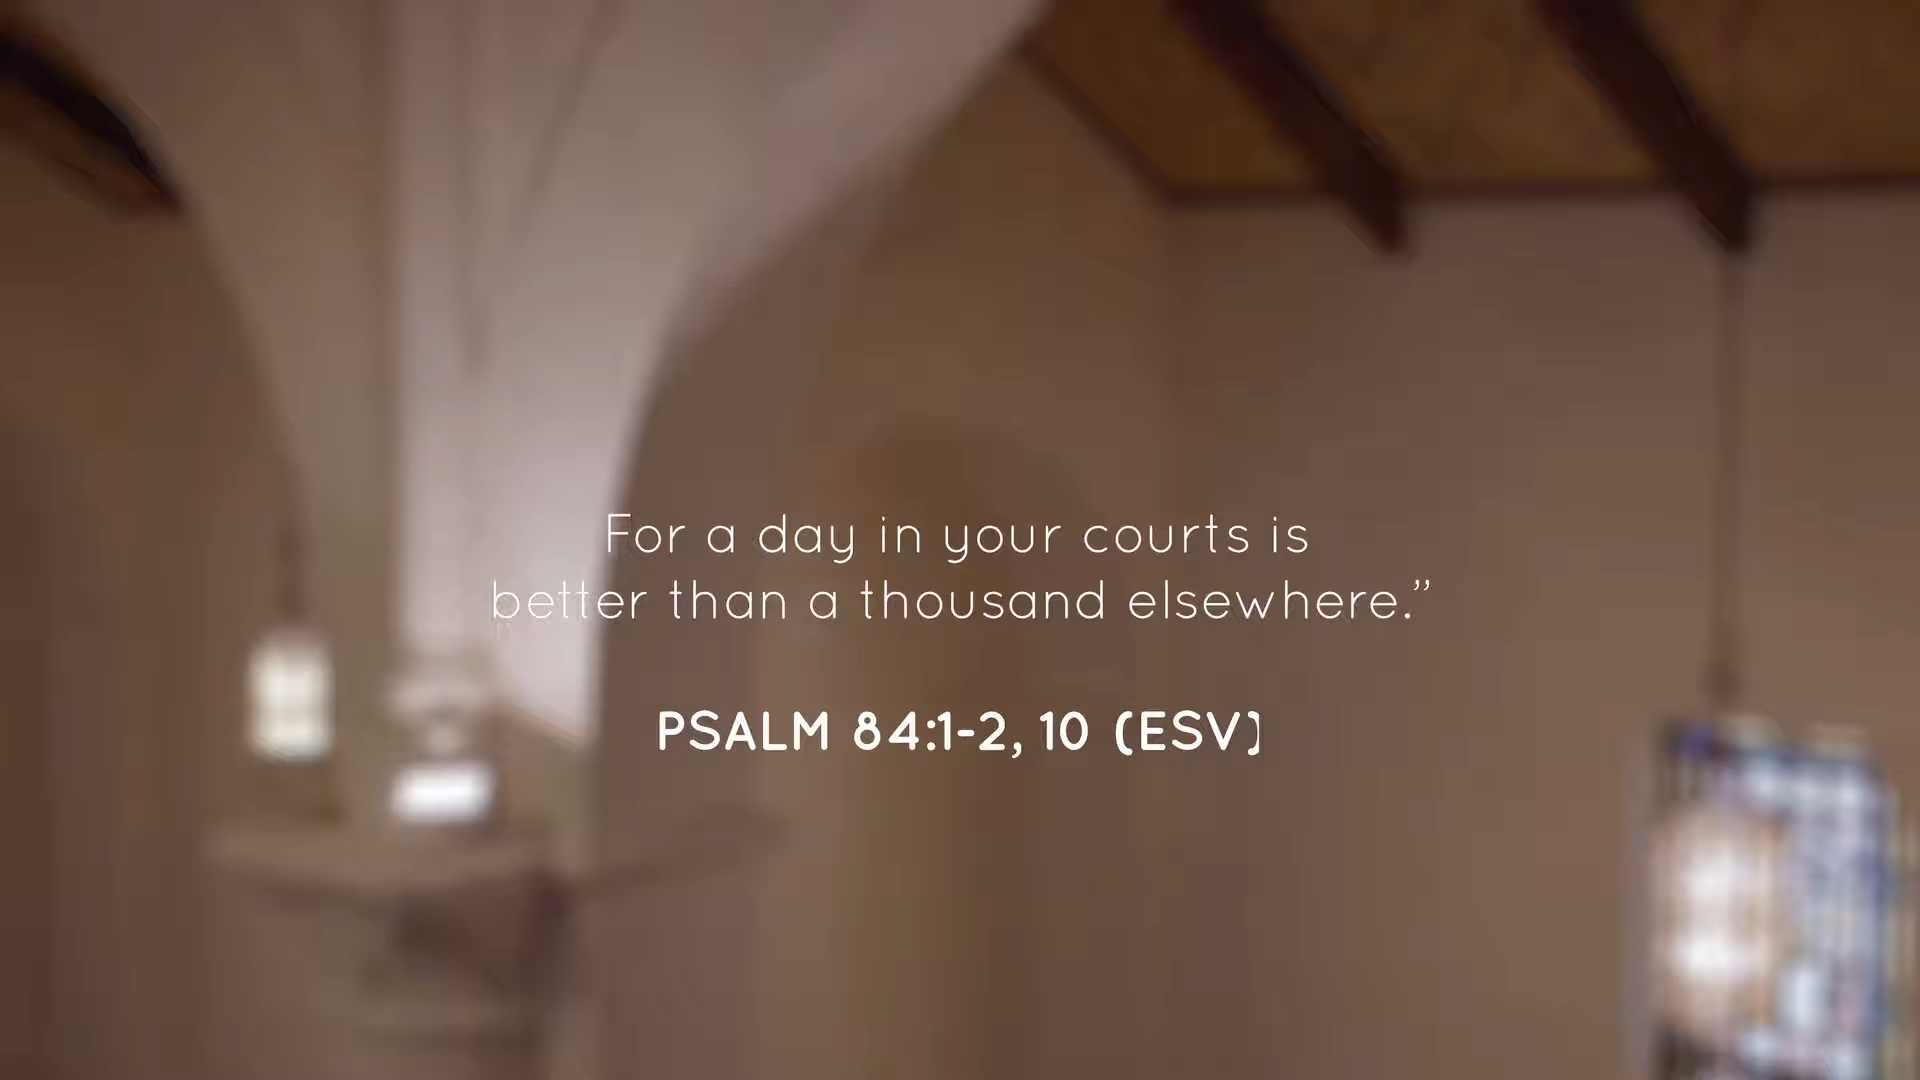 For a day in your courts is
better than a thousand elsewhere.”
PSALM 84:1-2, 10 (ESV)